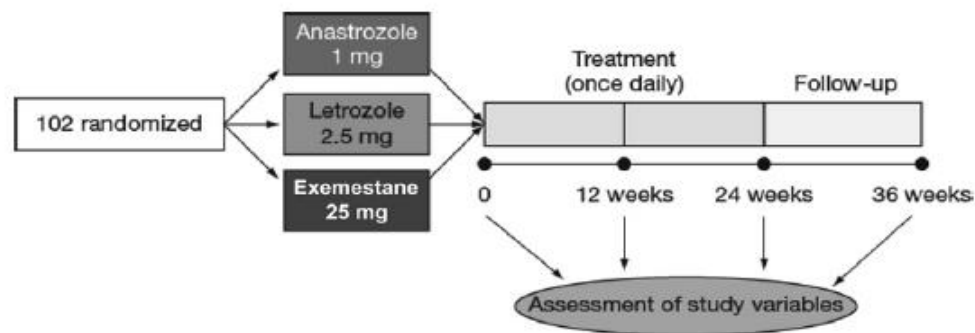 Anastrozole
1 mg
102 randomized
Letrozole
2.5 mg
Exemestane
25 mg
Treatment
(once daily)
Follow-up
0
12 weeks
24 weeks
36 weeks
Assessment of study variables